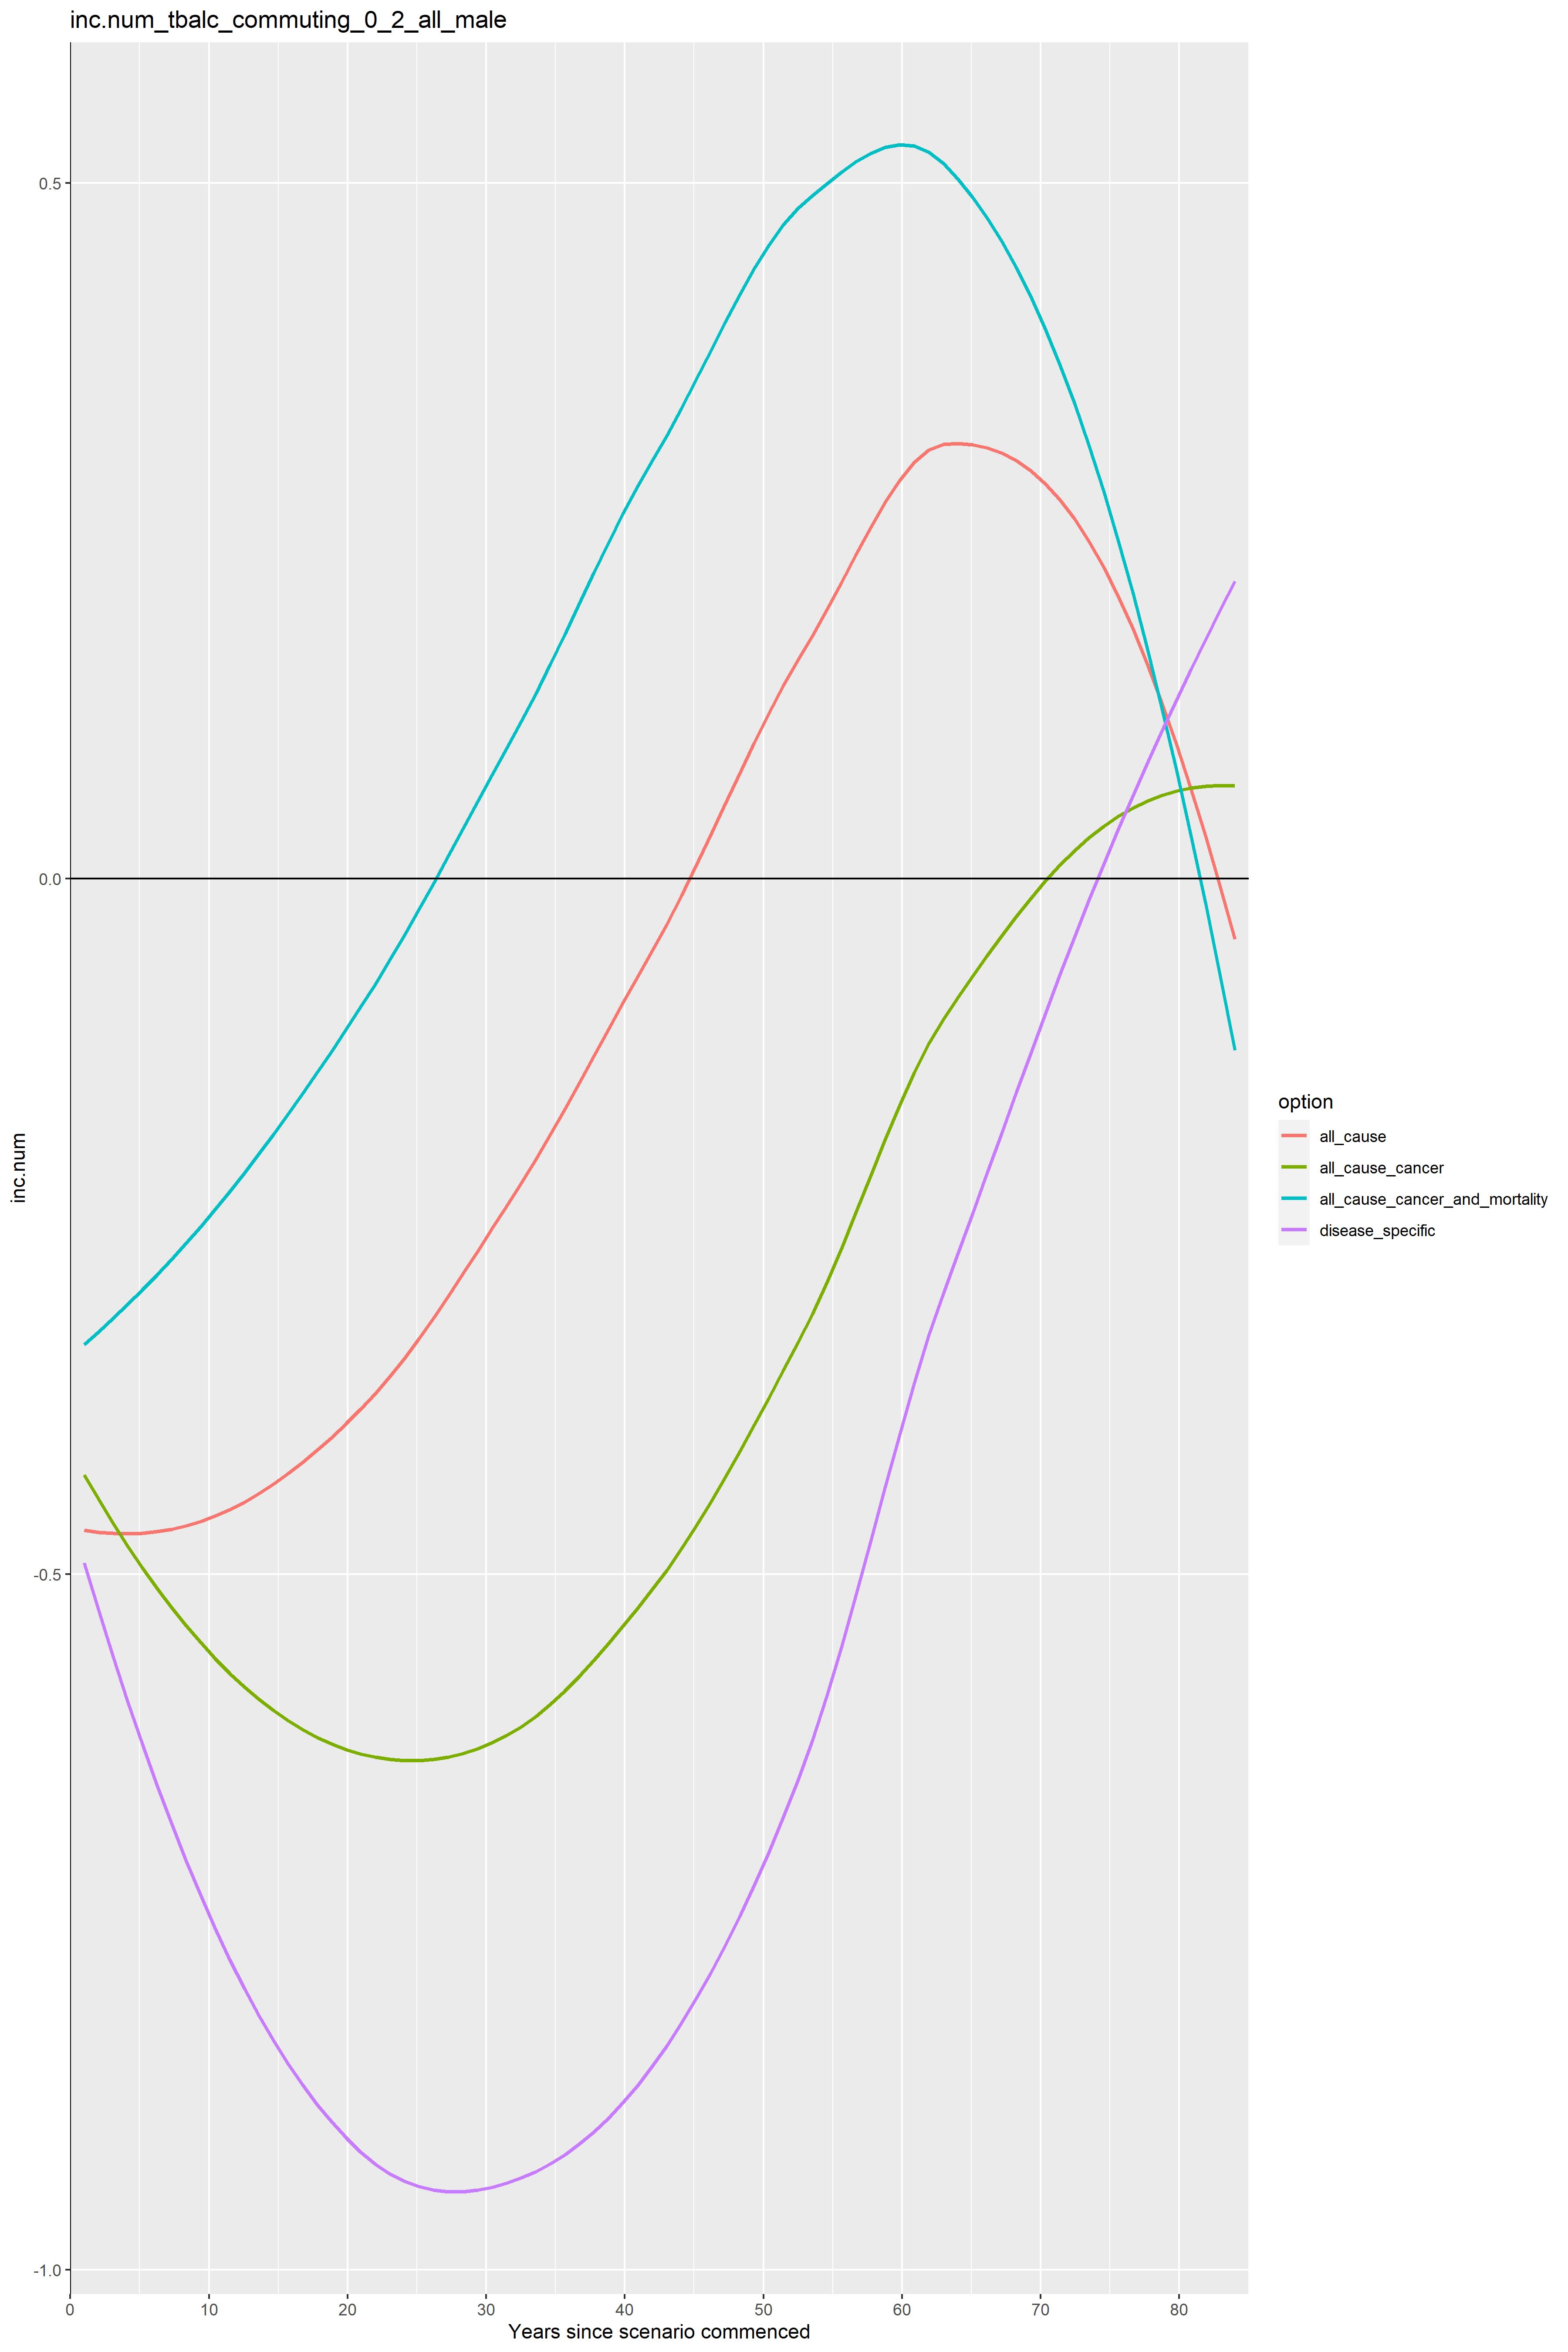 inc.num_tbalc_commuting_0_2_all_male
0.5
0.0
-0.5
-1.0
inc.num
0 10 20 30 40 50 60 70 80
Years since scenario commenced
option
all_cause
all_cause_cancer
all_cause_cancer_and_mortality
disease_specific